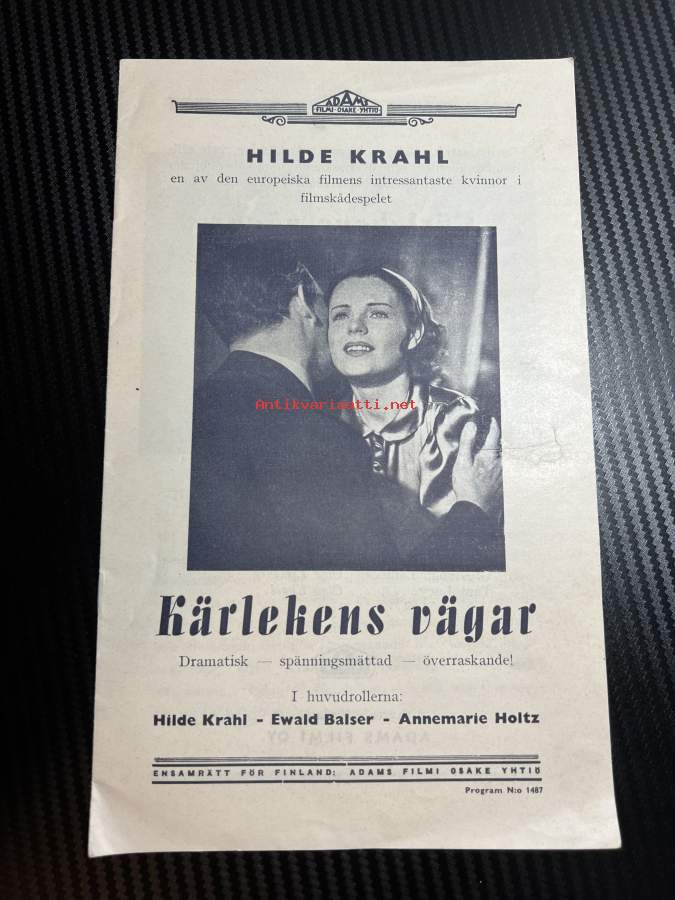 ADAMS
FILMI · OSAKE · YHTIÖ
HILDE KRAHL
en av den europeiska filmens intressantaste kvinnor i
filmskådespelet
Antikvariaatti.net
Kärlekens vägar
Dramatisk — spänningsmättad — överraskande!
I huvudrollerna:
Hilde Krahl - Ewald Balser - Annemarie Holtz
ENSAMRÄTT FÖR FINLAND: ADAMS FILMI OSAKE YHTIÖ
Program N:o 1487